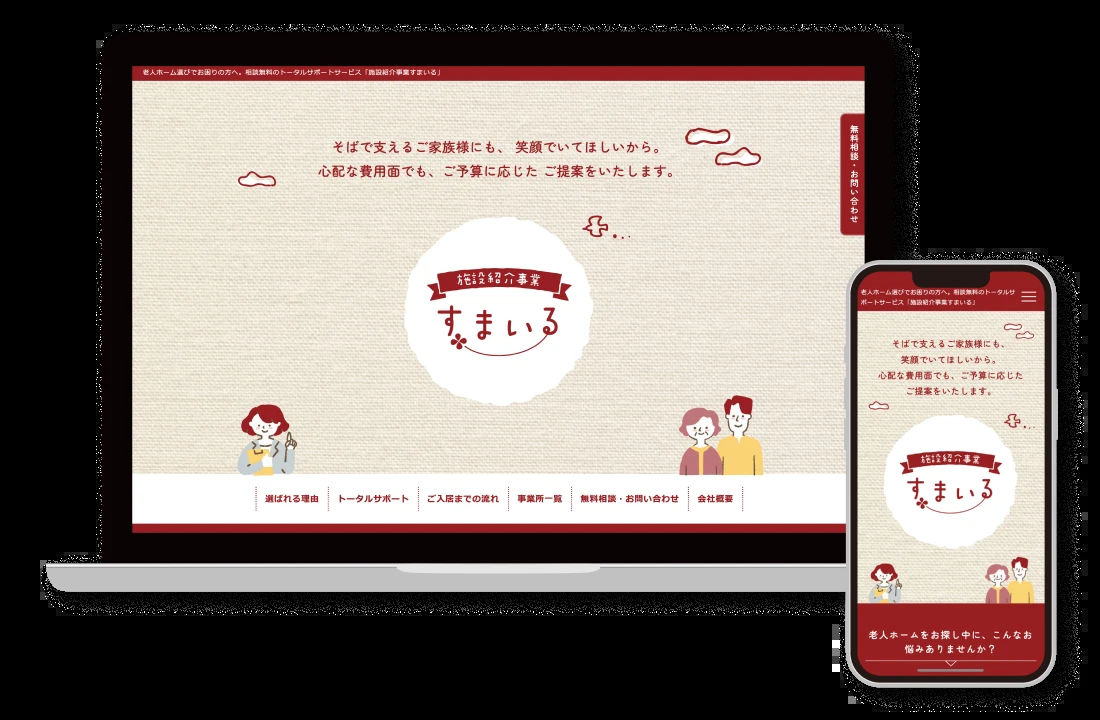 老人ホーム選びでお困りの方へ。相談無料のトータルサポートサービス「施設紹介事業すまいる」
そばで支えるご家族様にも、 笑顔でいてほしいから。
心配な費用面でも、ご予算に応じた ご提案をいたします。
無料相談・お問い合わせ
施設紹介事業
すまいる
選ばれる理由
トータルサポート
ご入居までの流れ
事業所一覧
無料相談・お問い合わせ
会社概要
老人ホーム選びでお困りの方へ。相談無料のトータルサ
ポートサービス「施設紹介事業すまいる」
そばで支えるご家族様にも、
笑顔でいてほしいから。
心配な費用面でも、ご予算に応じた
ご提案をいたします。
施設紹介事業
すまいる
老人ホームをお探し中に、こんなお
悩みありませんか？